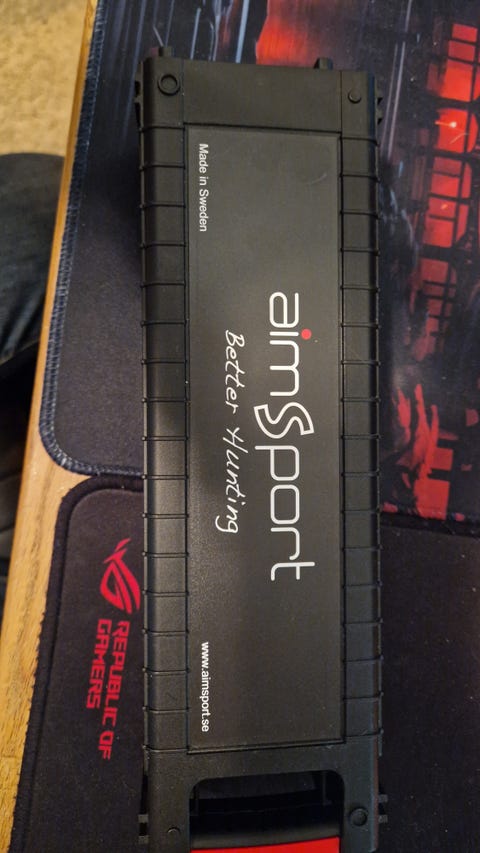 Made in Sweden
aimSport
Better Hunting
www.aimsport.se
REPUBLIC OF
GAMERS